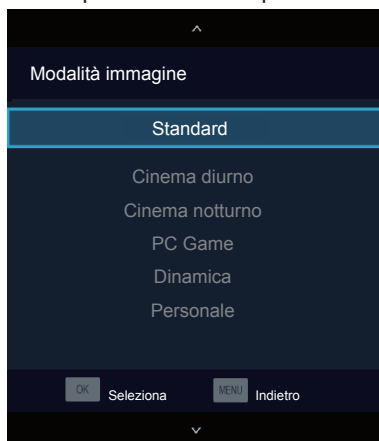 Modalità immagine
Standard
Cinema diurno
Cinema notturno
PC Game
Dinamica
Personale
OK Seleziona MENU Indietro